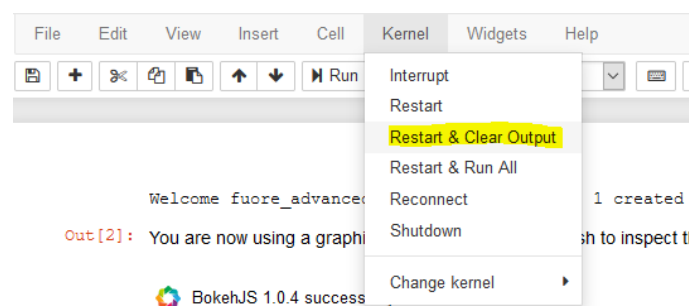 File Edit View Insert Cell Kernel Widgets Help
Run
Interrupt
Restart
Restart & Clear Output
Restart & Run All
Reconnect
Shutdown
Change kernel
Welcome fuore_advanced 1 created
Out[2]: You are now using a graphi sh to inspect th
BokehJS 1.0.4 success